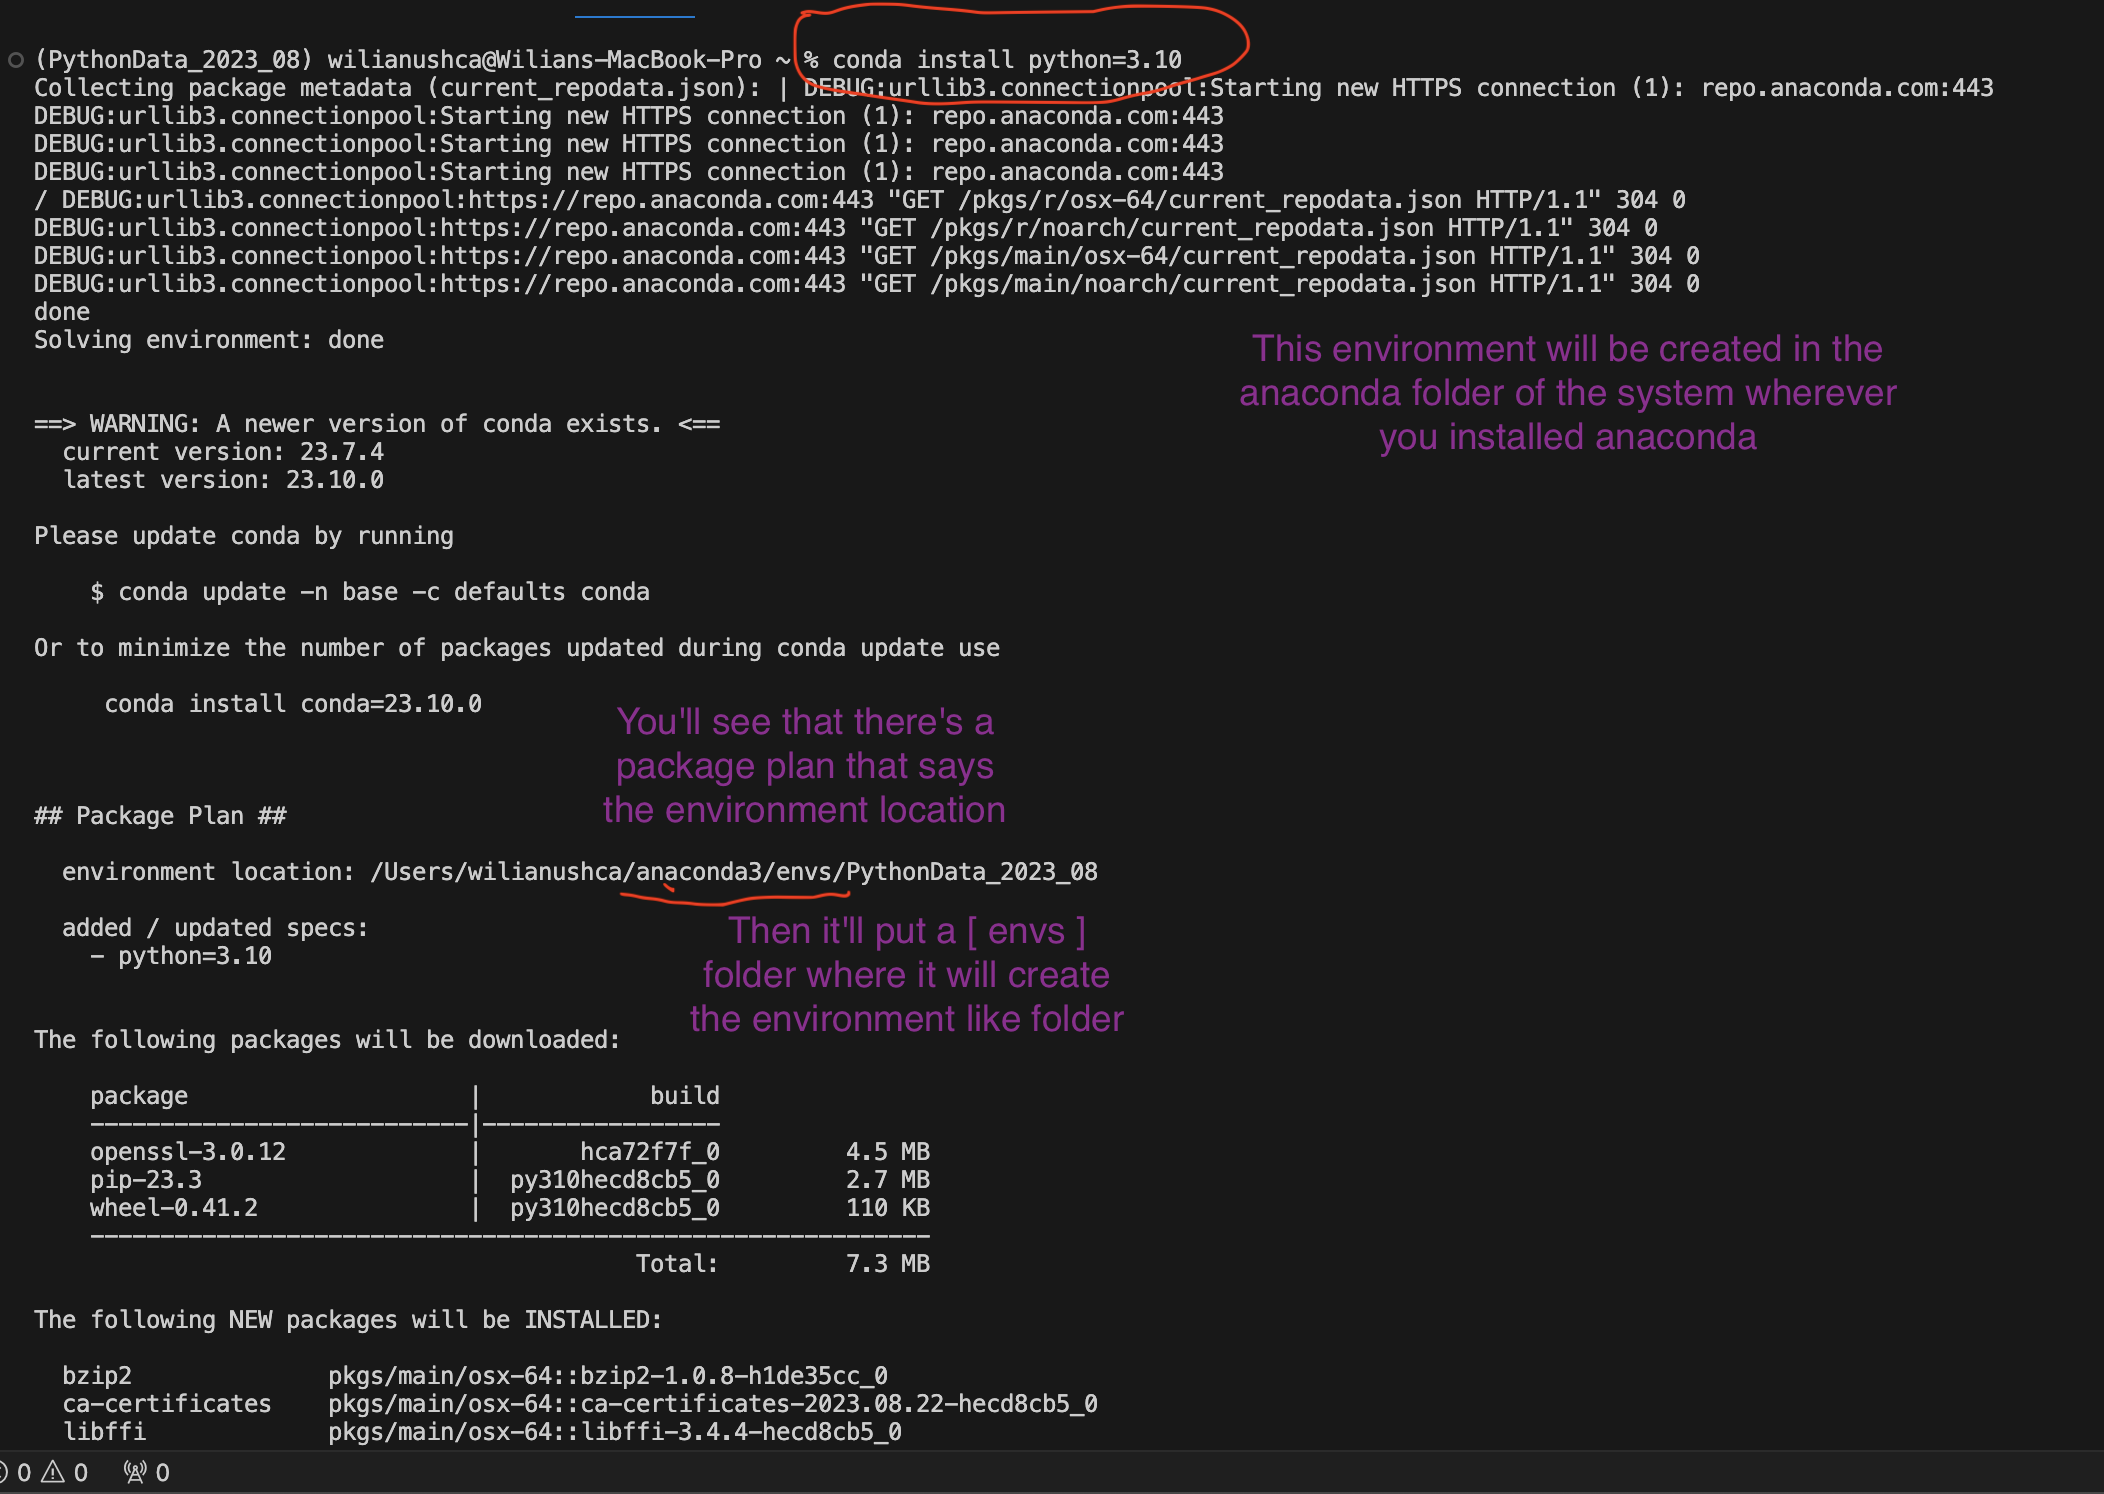 (PythonData_2023_08) wilianushca@Wilians-MacBook-Pro ~ % conda install python=3.10
Collecting package metadata (current_repodata.json): | DEBUG:urllib3.connectionpool:Starting new HTTPS connection (1): repo.anaconda.com:443
DEBUG:urllib3.connectionpool:Starting new HTTPS connection (1): repo.anaconda.com:443
DEBUG:urllib3.connectionpool:Starting new HTTPS connection (1): repo.anaconda.com:443
DEBUG:urllib3.connectionpool:Starting new HTTPS connection (1): repo.anaconda.com:443
/ DEBUG:urllib3.connectionpool:https://repo.anaconda.com:443 "GET /pkgs/r/osx-64/current_repodata.json HTTP/1.1" 304 0
DEBUG:urllib3.connectionpool:https://repo.anaconda.com:443 "GET /pkgs/r/noarch/current_repodata.json HTTP/1.1" 304 0
DEBUG:urllib3.connectionpool:https://repo.anaconda.com:443 "GET /pkgs/main/osx-64/current_repodata.json HTTP/1.1" 304 0
DEBUG:urllib3.connectionpool:https://repo.anaconda.com:443 "GET /pkgs/main/noarch/current_repodata.json HTTP/1.1" 304 0
done
Solving environment: done
This environment will be created in the
anaconda folder of the system wherever
you installed anaconda
==> WARNING: A newer version of conda exists. <==
current version: 23.7.4
latest version: 23.10.0
Please update conda by running
$ conda update -n base -c defaults conda
Or to minimize the number of packages updated during conda update use
conda install conda=23.10.0
You'll see that there's a
package plan that says
the environment location
## Package Plan ##
environment location: /Users/wilianushca/anaconda3/envs/PythonData_2023_08
added / updated specs:
- python=3.10
Then it'll put a [ envs ]
folder where it will create
the environment like folder
The following packages will be downloaded:
package | build
---------------------------|-----------------
openssl-3.0.12 | hca72f7f_0 4.5 MB
pip-23.3 | py310hecd8cb5_0 2.7 MB
wheel-0.41.2 | py310hecd8cb5_0 110 KB
------------------------------------------------------------
Total: 7.3 MB
The following NEW packages will be INSTALLED:
bzip2 pkgs/main/osx-64::bzip2-1.0.8-h1de35cc_0
ca-certificates pkgs/main/osx-64::ca-certificates-2023.08.22-hecd8cb5_0
libffi pkgs/main/osx-64::libffi-3.4.4-hecd8cb5_0
0 0 0